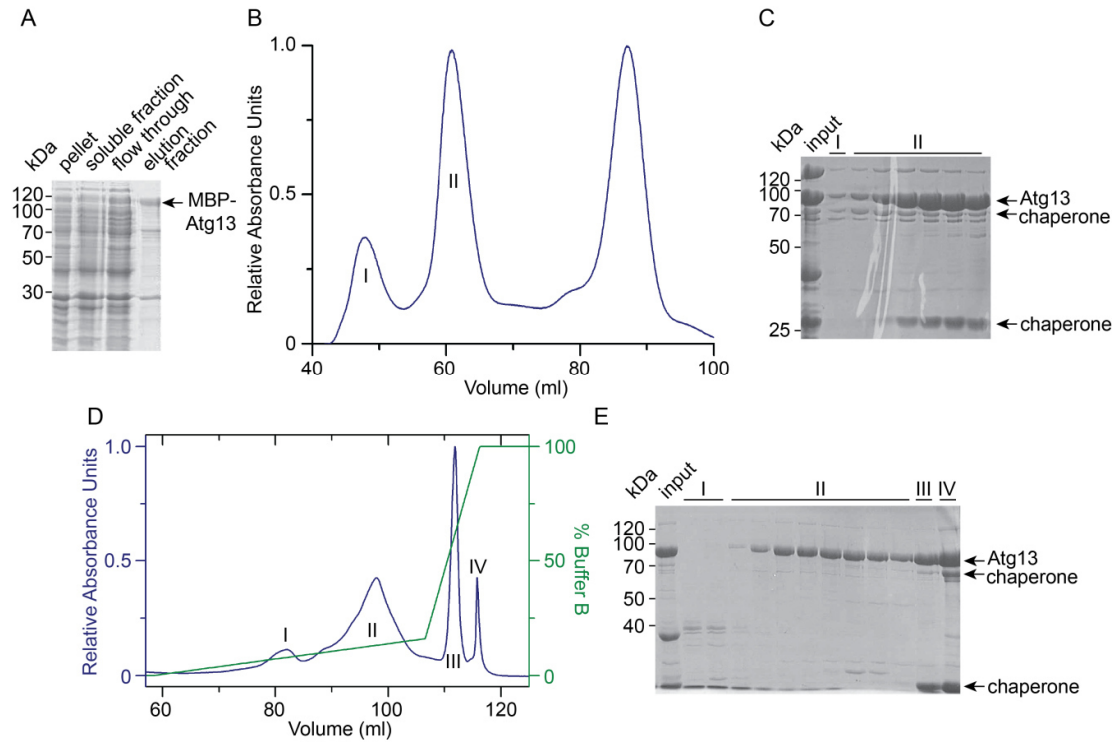 A
kDa
pellet
soluble fraction
flow through
elution
fraction
120
100
70
50
30
MBP-
Atg13
B
Relative Absorbance Units
1.0
0.5
0
I
II
40
60
80
100
Volume (ml)
C
kDa
input
I
II
120
100
70
50
25
Atg13
chaperone
chaperone
D
Relative Absorbance Units
1.0
0.5
0
I
II
III
IV
100
50
0
% Buffer B
60
80
100
120
Volume (ml)
E
kDa
input
I
II
III
IV
120
100
70
50
40
Atg13
chaperone
chaperone